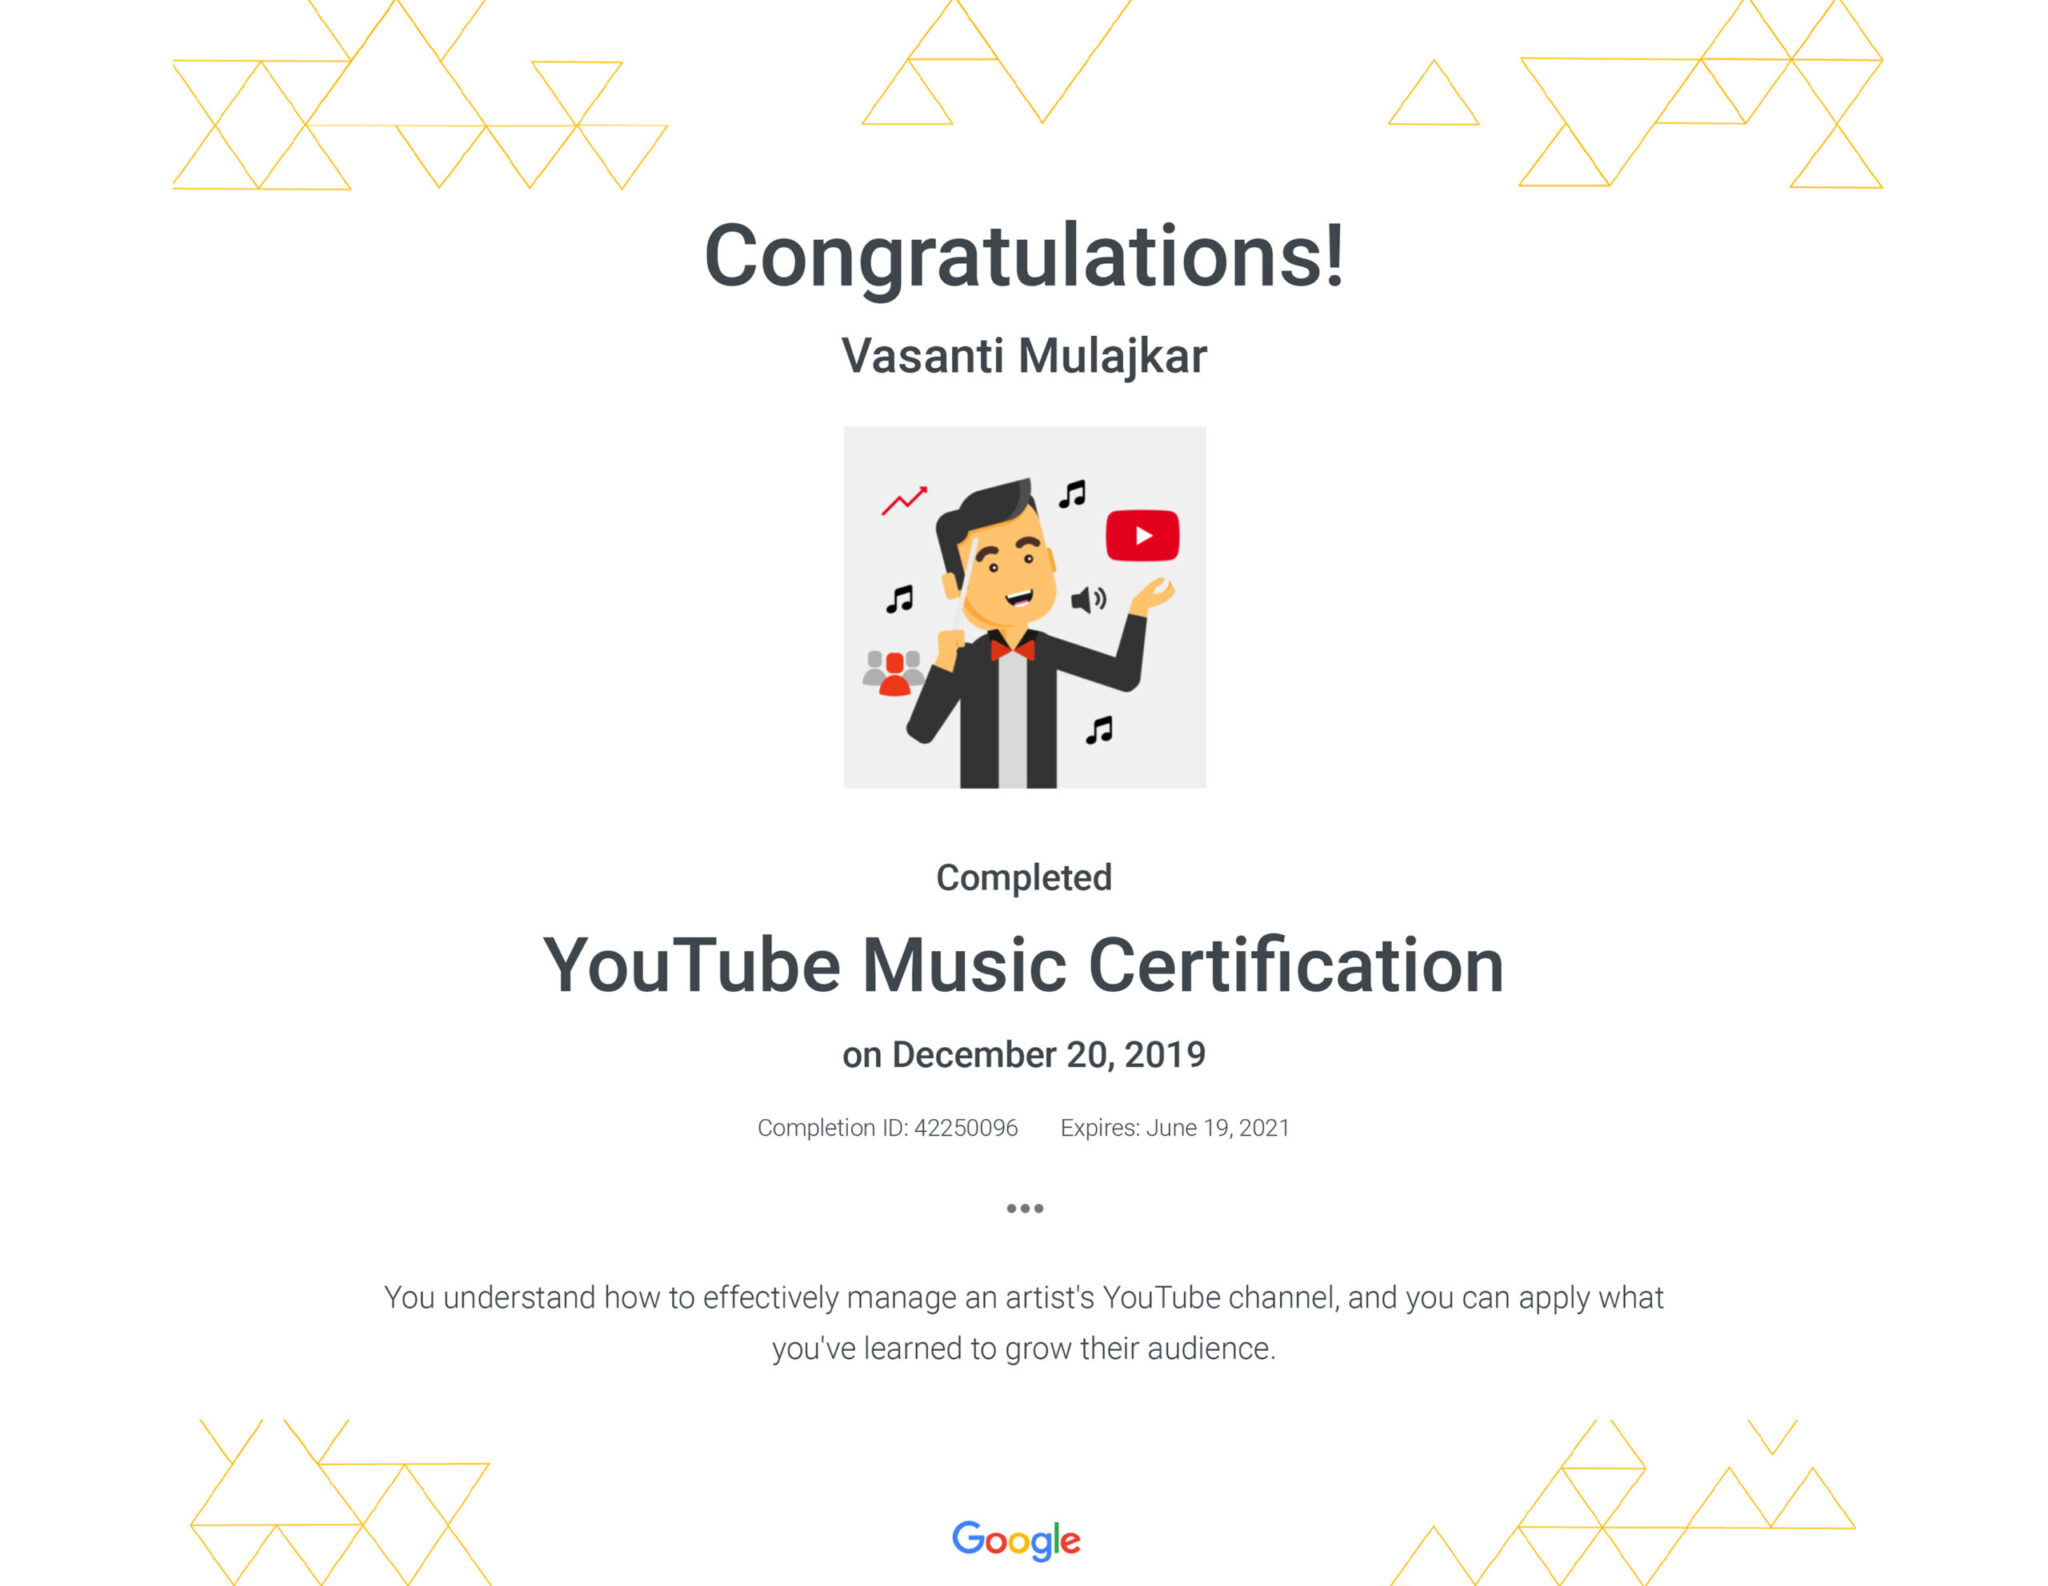 Congratulations!
Vasanti Mulajkar
Completed
YouTube Music Certification
on December 20, 2019
Completion ID: 42250096 Expires: June 19, 2021
You understand how to effectively manage an artist's YouTube channel, and you can apply what
you've learned to grow their audience.
Google